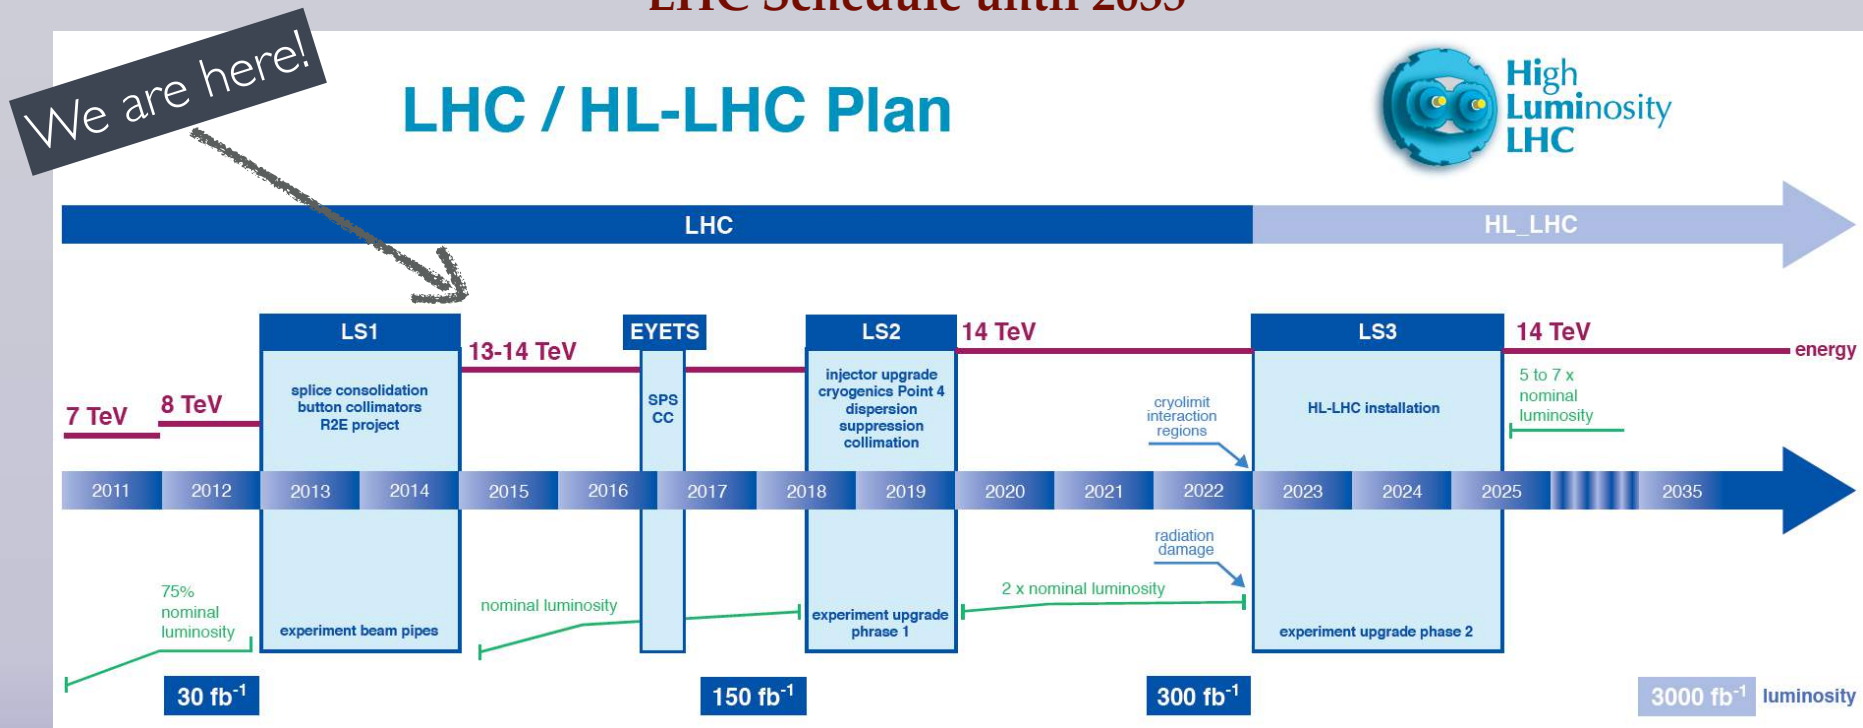 LHC Schedule until 2035
We are here!
LHC / HL-LHC Plan
High
Luminosity
LHC
LHC
HL_LHC
LS1
EYETS
LS2
14 TeV
LS3
14 TeV
13-14 TeV
energy
splice consolidation
button collimators
R2E project
injector upgrade
cryogenics Point 4
dispersion
suppression
collimation
5 to 7 x
nominal
luminosity
7 TeV
8 TeV
SPS
CC
cryolimit
interaction
regions
HL-LHC installation
2011
2012
2013
2014
2015
2016
2017
2018
2019
2020
2021
2022
2023
2024
2025
2035
radiation
damage
75%
nominal
luminosity
nominal luminosity
2 x nominal luminosity
experiment beam pipes
experiment upgrade
phrase 1
experiment upgrade phase 2
30 fb⁻¹
150 fb⁻¹
300 fb⁻¹
3000 fb⁻¹
luminosity